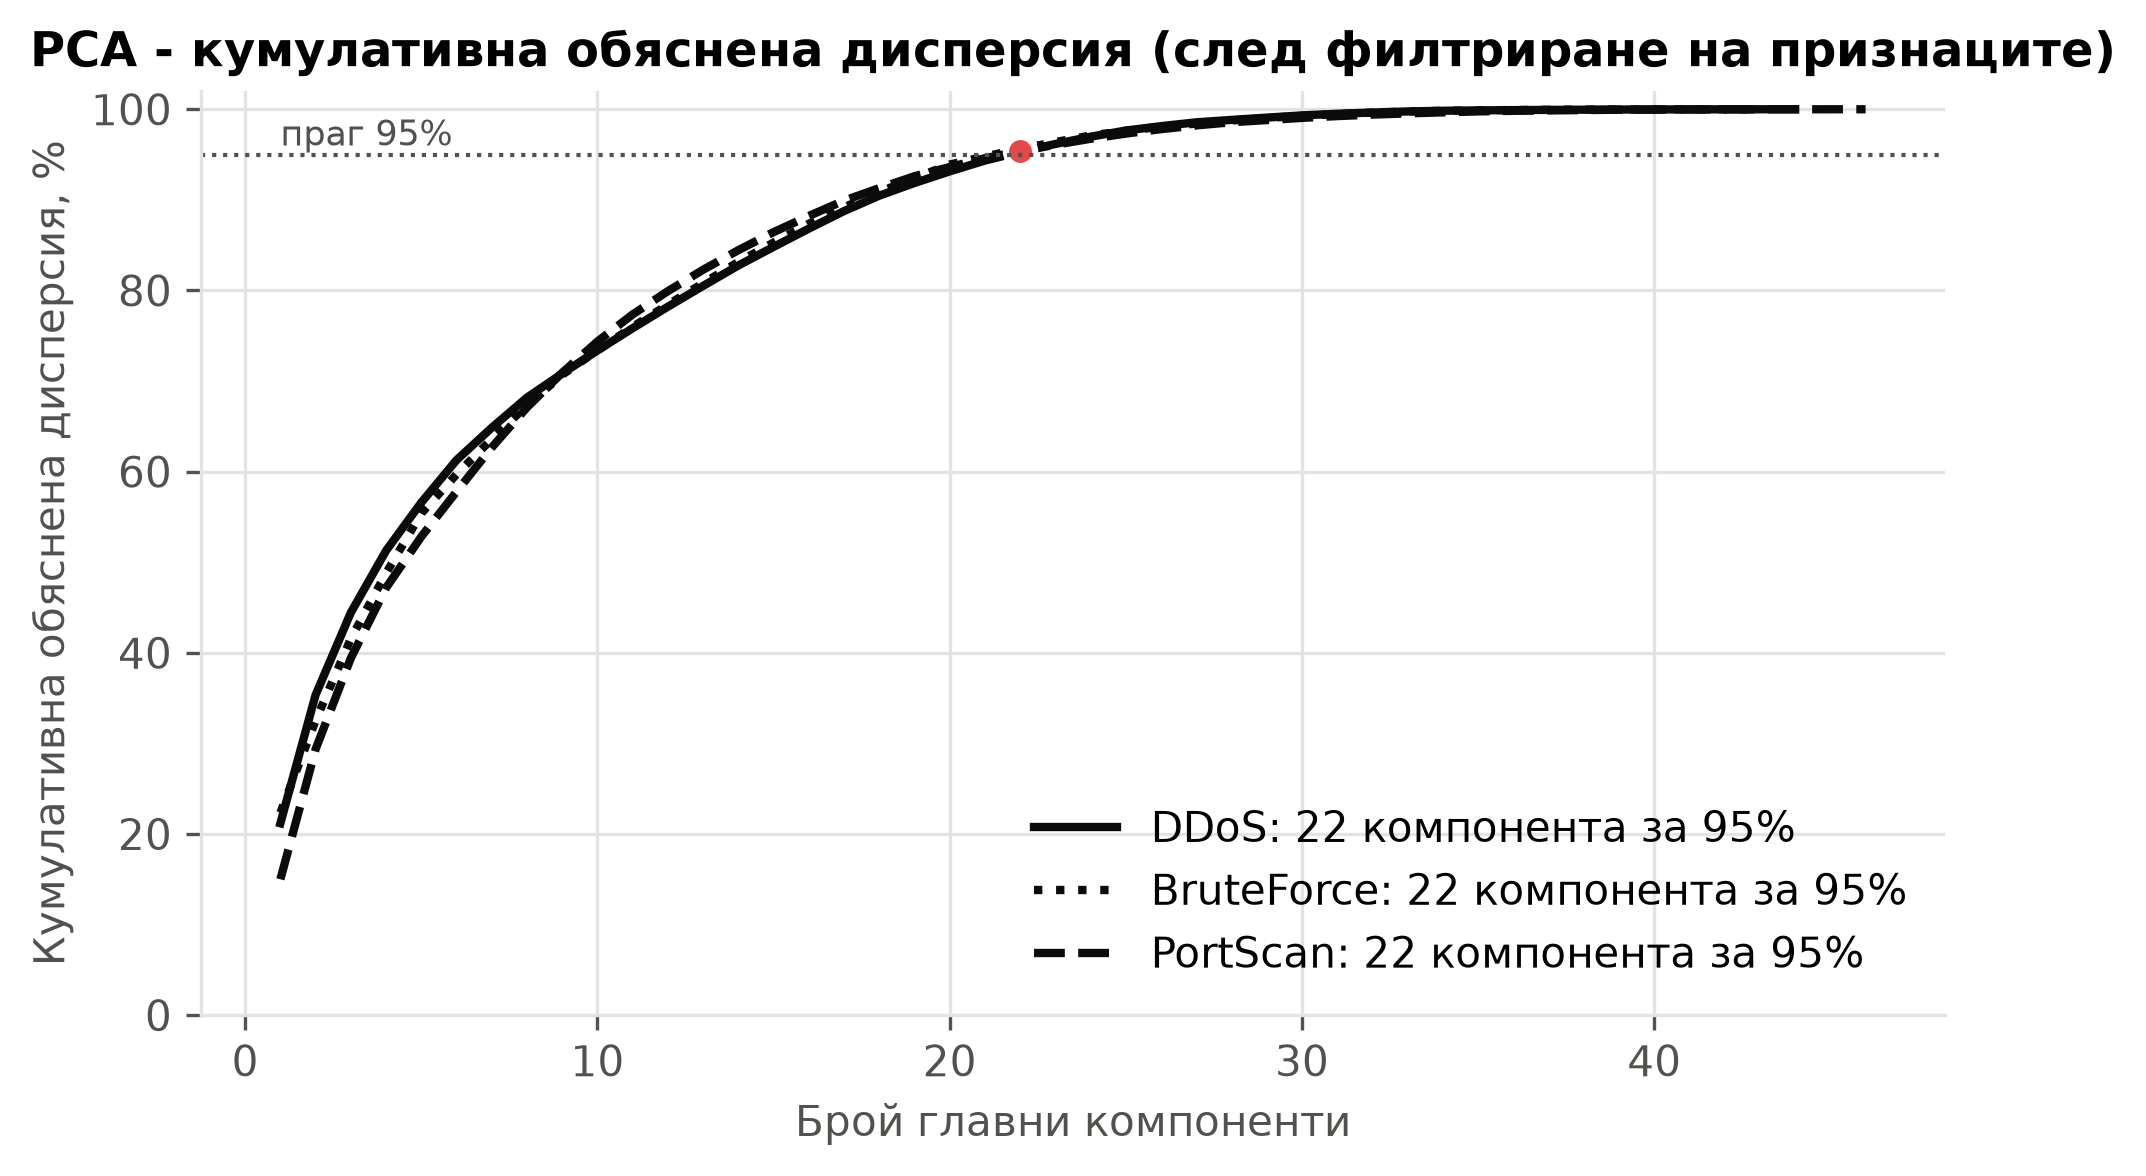 PCA - кумулативна обяснена дисперсия (след филтриране на признаците)
Кумулативна обяснена дисперсия, %
100
80
60
40
20
0
праг 95%
DDoS: 22 компонента за 95%
BruteForce: 22 компонента за 95%
PortScan: 22 компонента за 95%
0 10 20 30 40
Брой главни компоненти